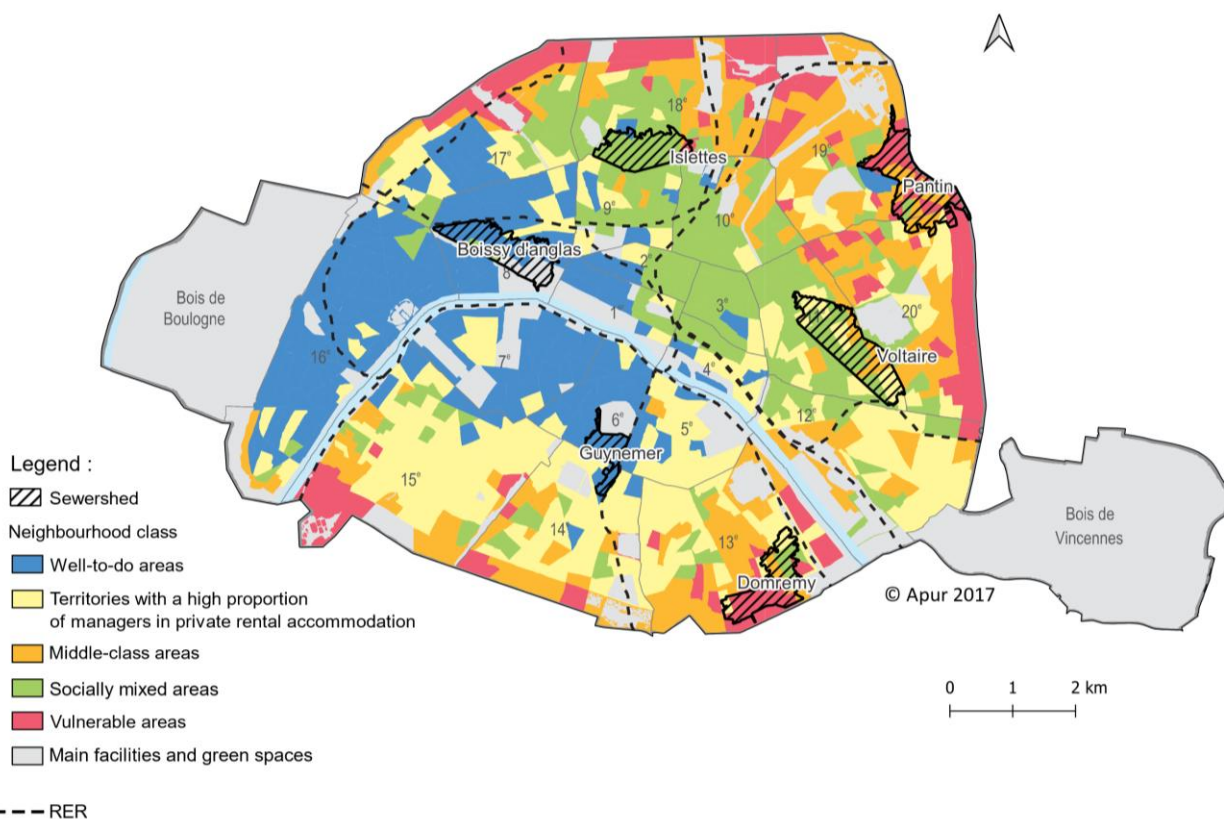 18ᵉ
17ᵉ
Islettes
19ᵉ
Pantin
9ᵉ
10ᵉ
Boissy d'anglas
8ᵉ
2ᵉ
Bois de
Boulogne
1ᵉ
3ᵉ
20ᵉ
16ᵉ
7ᵉ
4ᵉ
Voltaire
6ᵉ
5ᵉ
12ᵉ
Guynemer
15ᵉ
14
13ᵉ
Domremy
© Apur 2017
Bois de
Vincennes
Legend :
Sewershed
Neighbourhood class
Well-to-do areas
Territories with a high proportion
of managers in private rental accommodation
Middle-class areas
Socially mixed areas
Vulnerable areas
Main facilities and green spaces
RER
0 1 2 km